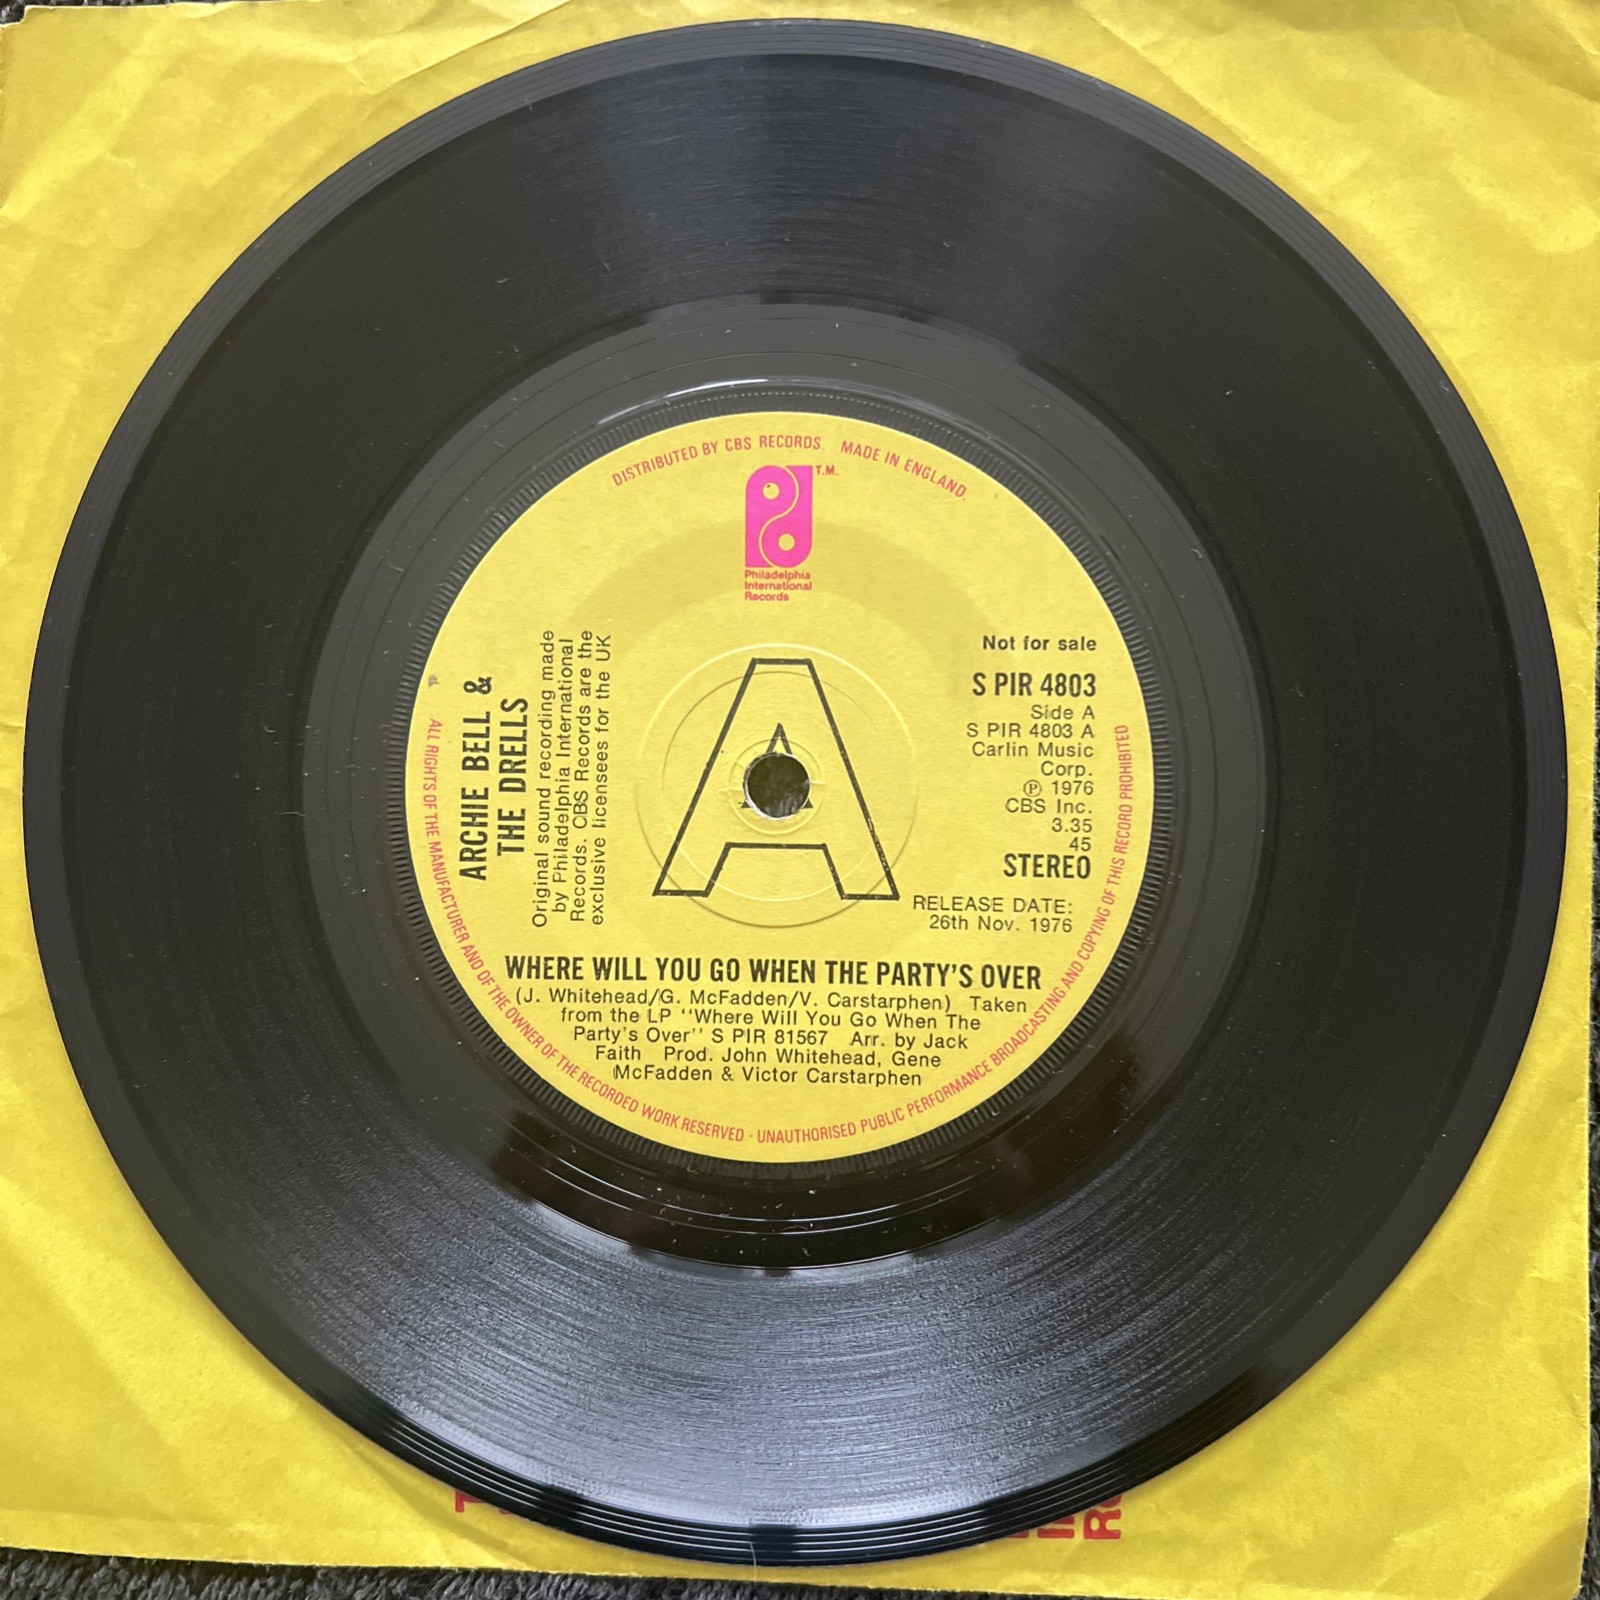 DISTRIBUTED BY CBS RECORDS. MADE IN ENGLAND.
T.M.
Philadelphia
International
Records
Not for sale
S PIR 4803
Side A
S PIR 4803 A
Carlin Music
Corp.
℗ 1976
CBS Inc.
3.35
45
STEREO
RELEASE DATE:
26th Nov. 1976
A
ARCHIE BELL &
THE DRELLS
Original sound recording made
by Philadelphia International
Records. CBS Records are the
exclusive licensees for the UK
WHERE WILL YOU GO WHEN THE PARTY'S OVER
(J. Whitehead/G. McFadden/V. Carstarphen) Taken
from the LP "Where Will You Go When The
Party's Over" S PIR 81567 Arr. by Jack
Faith Prod. John Whitehead, Gene
McFadden & Victor Carstarphen
ALL RIGHTS OF THE MANUFACTURER AND OF THE OWNER OF THE RECORDED WORK RESERVED · UNAUTHORISED PUBLIC PERFORMANCE BROADCASTING AND COPYING OF THIS RECORD PROHIBITED